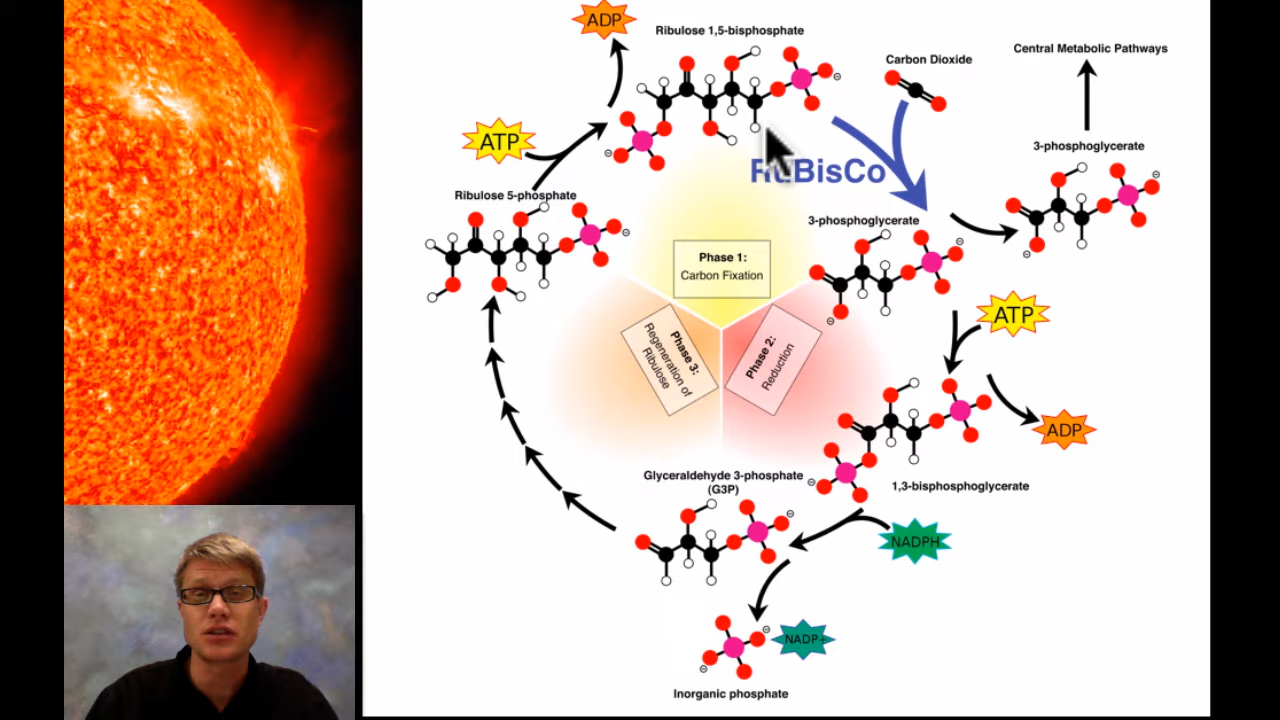 ADP
Ribulose 1,5-bisphosphate
Carbon Dioxide
Central Metabolic Pathways
ATP
RuBisCo
3-phosphoglycerate
Ribulose 5-phosphate
3-phosphoglycerate
Phase 1:
Carbon Fixation
ATP
Phase 3:
Regeneration of
Ribulose
Phase 2:
Reduction
ADP
Glyceraldehyde 3-phosphate
(G3P)
1,3-bisphosphoglycerate
NADPH
NADP+
Inorganic phosphate